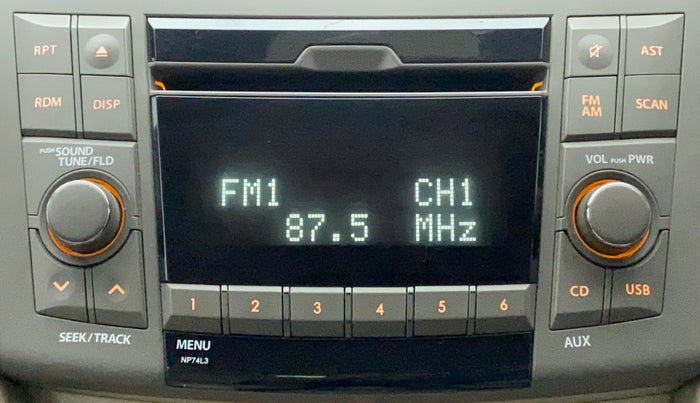 RPT
RDM
DISP
PUSH SOUND
TUNE/FLD
SEEK/TRACK
FM1 CH1
87.5 MHz
1 2 3 4 5 6
MENU
NP74L3
AST
FM
AM
SCAN
VOL PUSH PWR
CD
USB
AUX